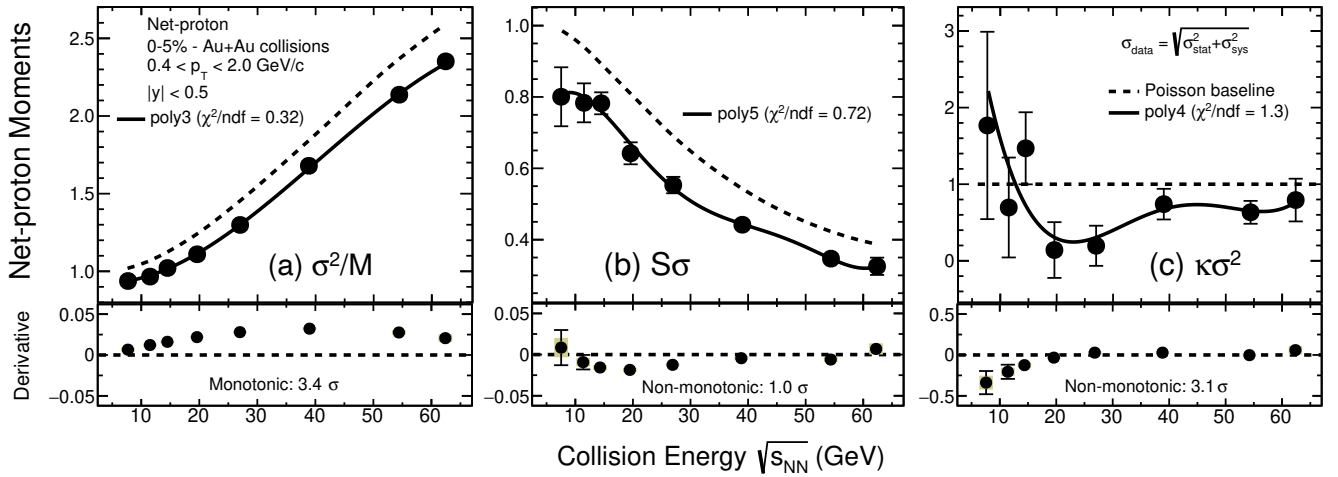 Net-proton Moments
2.5
2.0
1.5
1.0
Net-proton
0-5% - Au+Au collisions
0.4 < p_T < 2.0 GeV/c
|y| < 0.5
poly3 (χ²/ndf = 0.32)
(a) σ²/M
1.0
0.8
0.6
0.4
poly5 (χ²/ndf = 0.72)
(b) Sσ
3
2
1
0
σ_data = √σ²_stat+σ²_sys
Poisson baseline
poly4 (χ²/ndf = 1.3)
(c) κσ²
Derivative
0.05
0
−0.05
Monotonic: 3.4 σ
10 20 30 40 50 60
0.05
0
−0.05
Non-monotonic: 1.0 σ
10 20 30 40 50 60
0.5
0
−0.5
Non-monotonic: 3.1 σ
10 20 30 40 50 60
Collision Energy √s_NN (GeV)